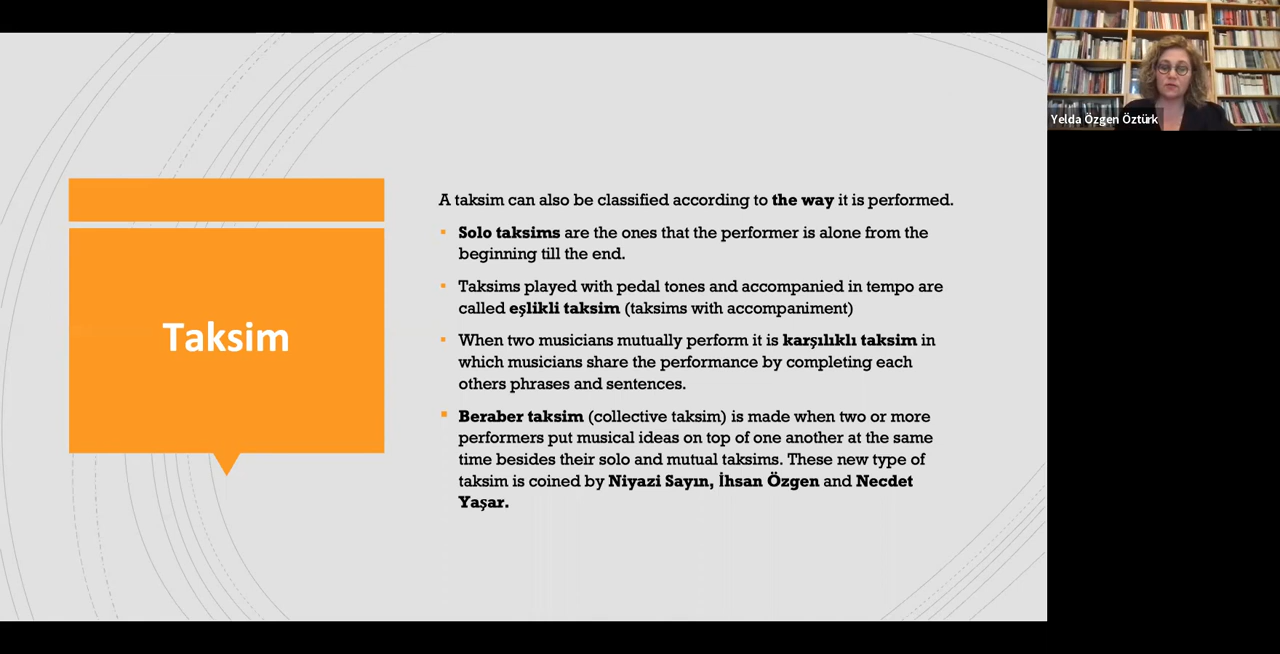 Taksim
A taksim can also be classified according to the way it is performed.
Solo taksims are the ones that the performer is alone from the
beginning till the end.
Taksims played with pedal tones and accompanied in tempo are
called eşlikli taksim (taksims with accompaniment)
When two musicians mutually perform it is karşılıklı taksim in
which musicians share the performance by completing each
others phrases and sentences.
Beraber taksim (collective taksim) is made when two or more
performers put musical ideas on top of one another at the same
time besides their solo and mutual taksims. These new type of
taksim is coined by Niyazi Sayın, İhsan Özgen and Necdet
Yaşar.
Yelda Özgen Öztürk